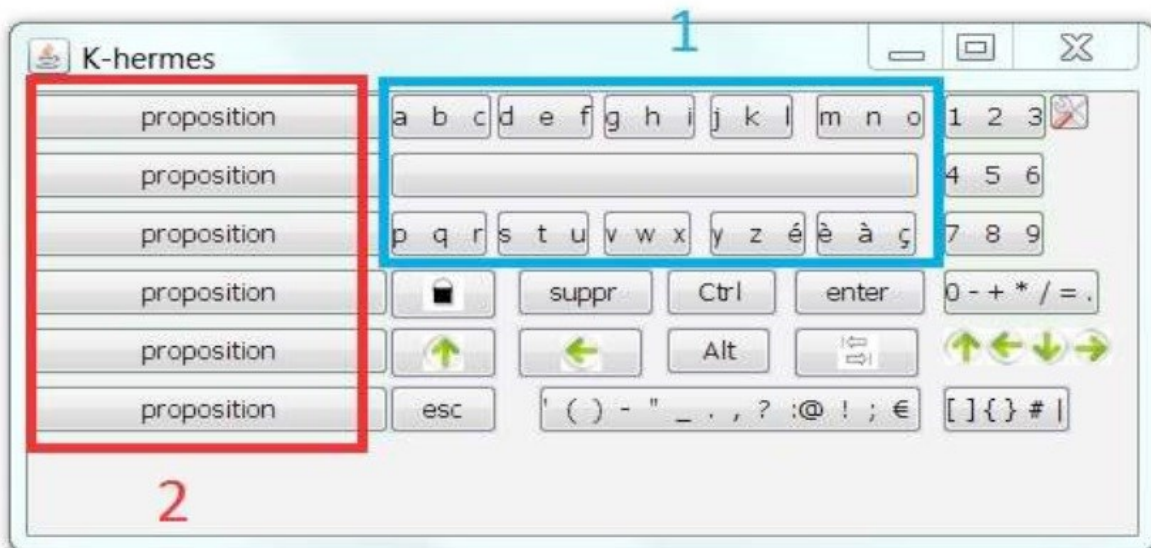 1
K-hermes
proposition a b c d e f g h i j k l m n o 1 2 3
proposition 4 5 6
proposition p q r s t u v w x y z é è à ç 7 8 9
proposition suppr Ctrl enter 0 - + * / = .
proposition Alt
proposition esc ' ( ) - " _ . , ? :@ ! ; € [ ] { } # |
2